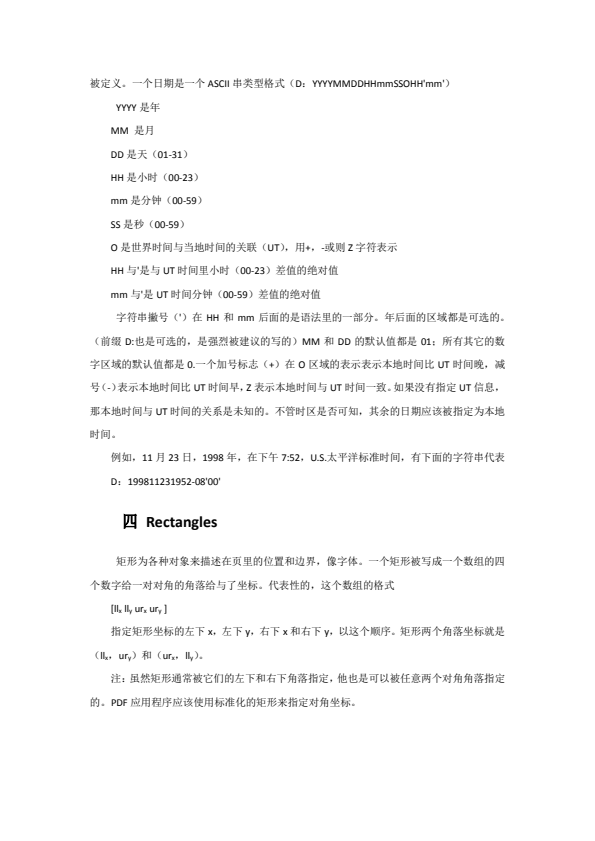 被定义。一个日期是一个 ASCII 串类型格式（D：YYYYMMDDHHmmSSOHH'mm'）
YYYY 是年
MM 是月
DD 是天（01-31）
HH 是小时（00-23）
mm 是分钟（00-59）
SS 是秒（00-59）
O 是世界时间与当地时间的关联（UT），用+，-或则 Z 字符表示
HH 与'是与 UT 时间里小时（00-23）差值的绝对值
mm 与'是 UT 时间分钟（00-59）差值的绝对值
字符串撇号（'）在 HH 和 mm 后面的是语法里的一部分。年后面的区域都是可选的。
（前缀 D:也是可选的，是强烈被建议的写的）MM 和 DD 的默认值都是 01；所有其它的数
字区域的默认值都是 0.一个加号标志（+）在 O 区域的表示表示本地时间比 UT 时间晚，减
号（-）表示本地时间比 UT 时间早，Z 表示本地时间与 UT 时间一致。如果没有指定 UT 信息，
那本地时间与 UT 时间的关系是未知的。不管时区是否可知，其余的日期应该被指定为本地
时间。
例如，11 月 23 日，1998 年，在下午 7:52，U.S.太平洋标准时间，有下面的字符串代表
D：199811231952-08'00'
四 Rectangles
矩形为各种对象来描述在页里的位置和边界，像字体。一个矩形被写成一个数组的四
个数字给一对对角的角落给与了坐标。代表性的，这个数组的格式
[llx lly urx ury ]
指定矩形坐标的左下 x，左下 y，右下 x 和右下 y，以这个顺序。矩形两个角落坐标就是
（llx，ury）和（urx，lly）。
注：虽然矩形通常被它们的左下和右下角落指定，他也是可以被任意两个对角角落指定
的。PDF 应用程序应该使用标准化的矩形来指定对角坐标。